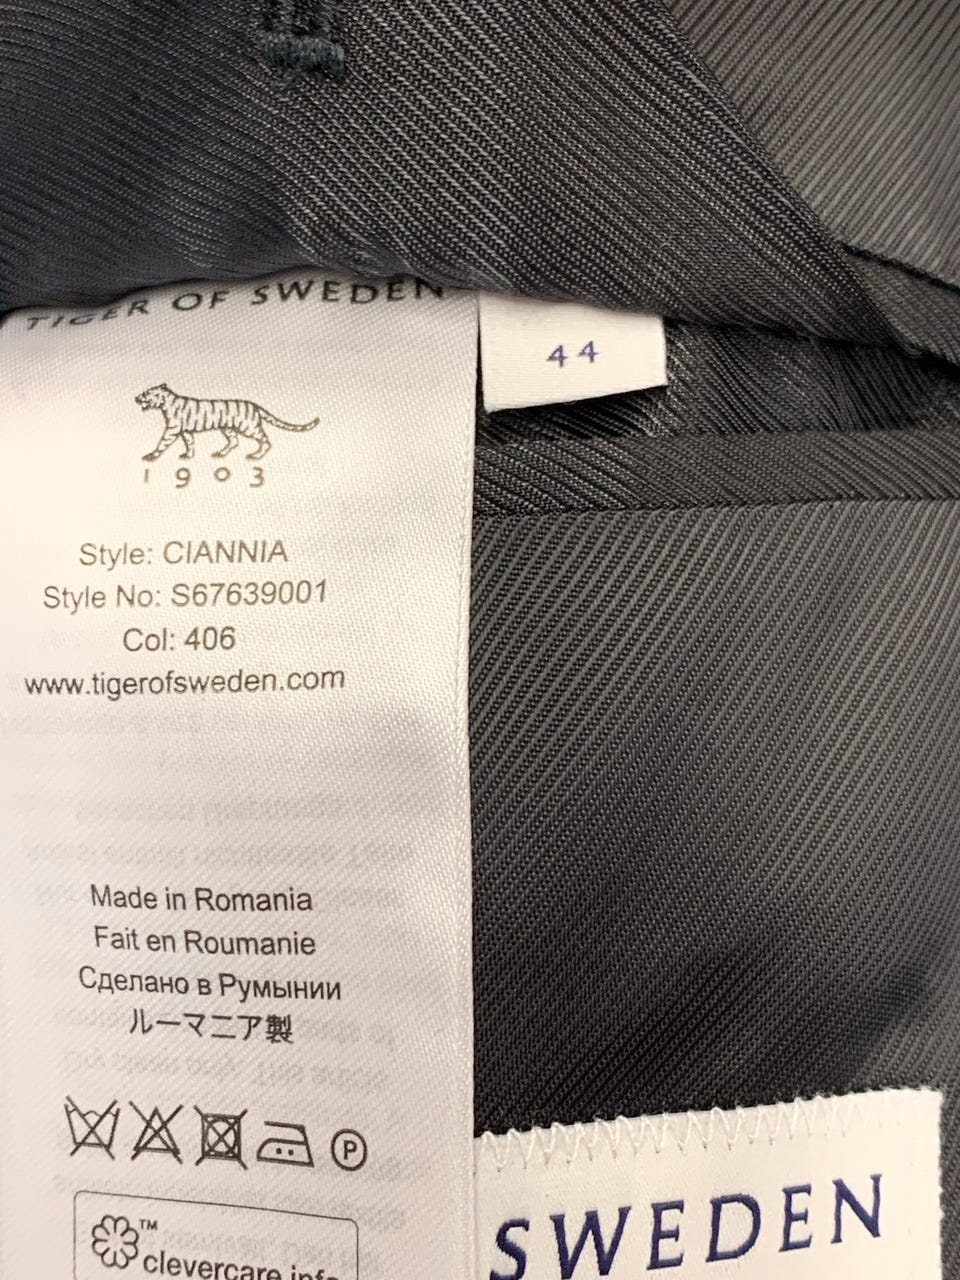 TIGER OF SWEDEN
44
1903
Style: CIANNIA
Style No: S67639001
Col: 406
www.tigerofsweden.com
Made in Romania
Fait en Roumanie
Сделано в Румынии
ルーマニア製
P
™
clevercare.info
SWEDEN